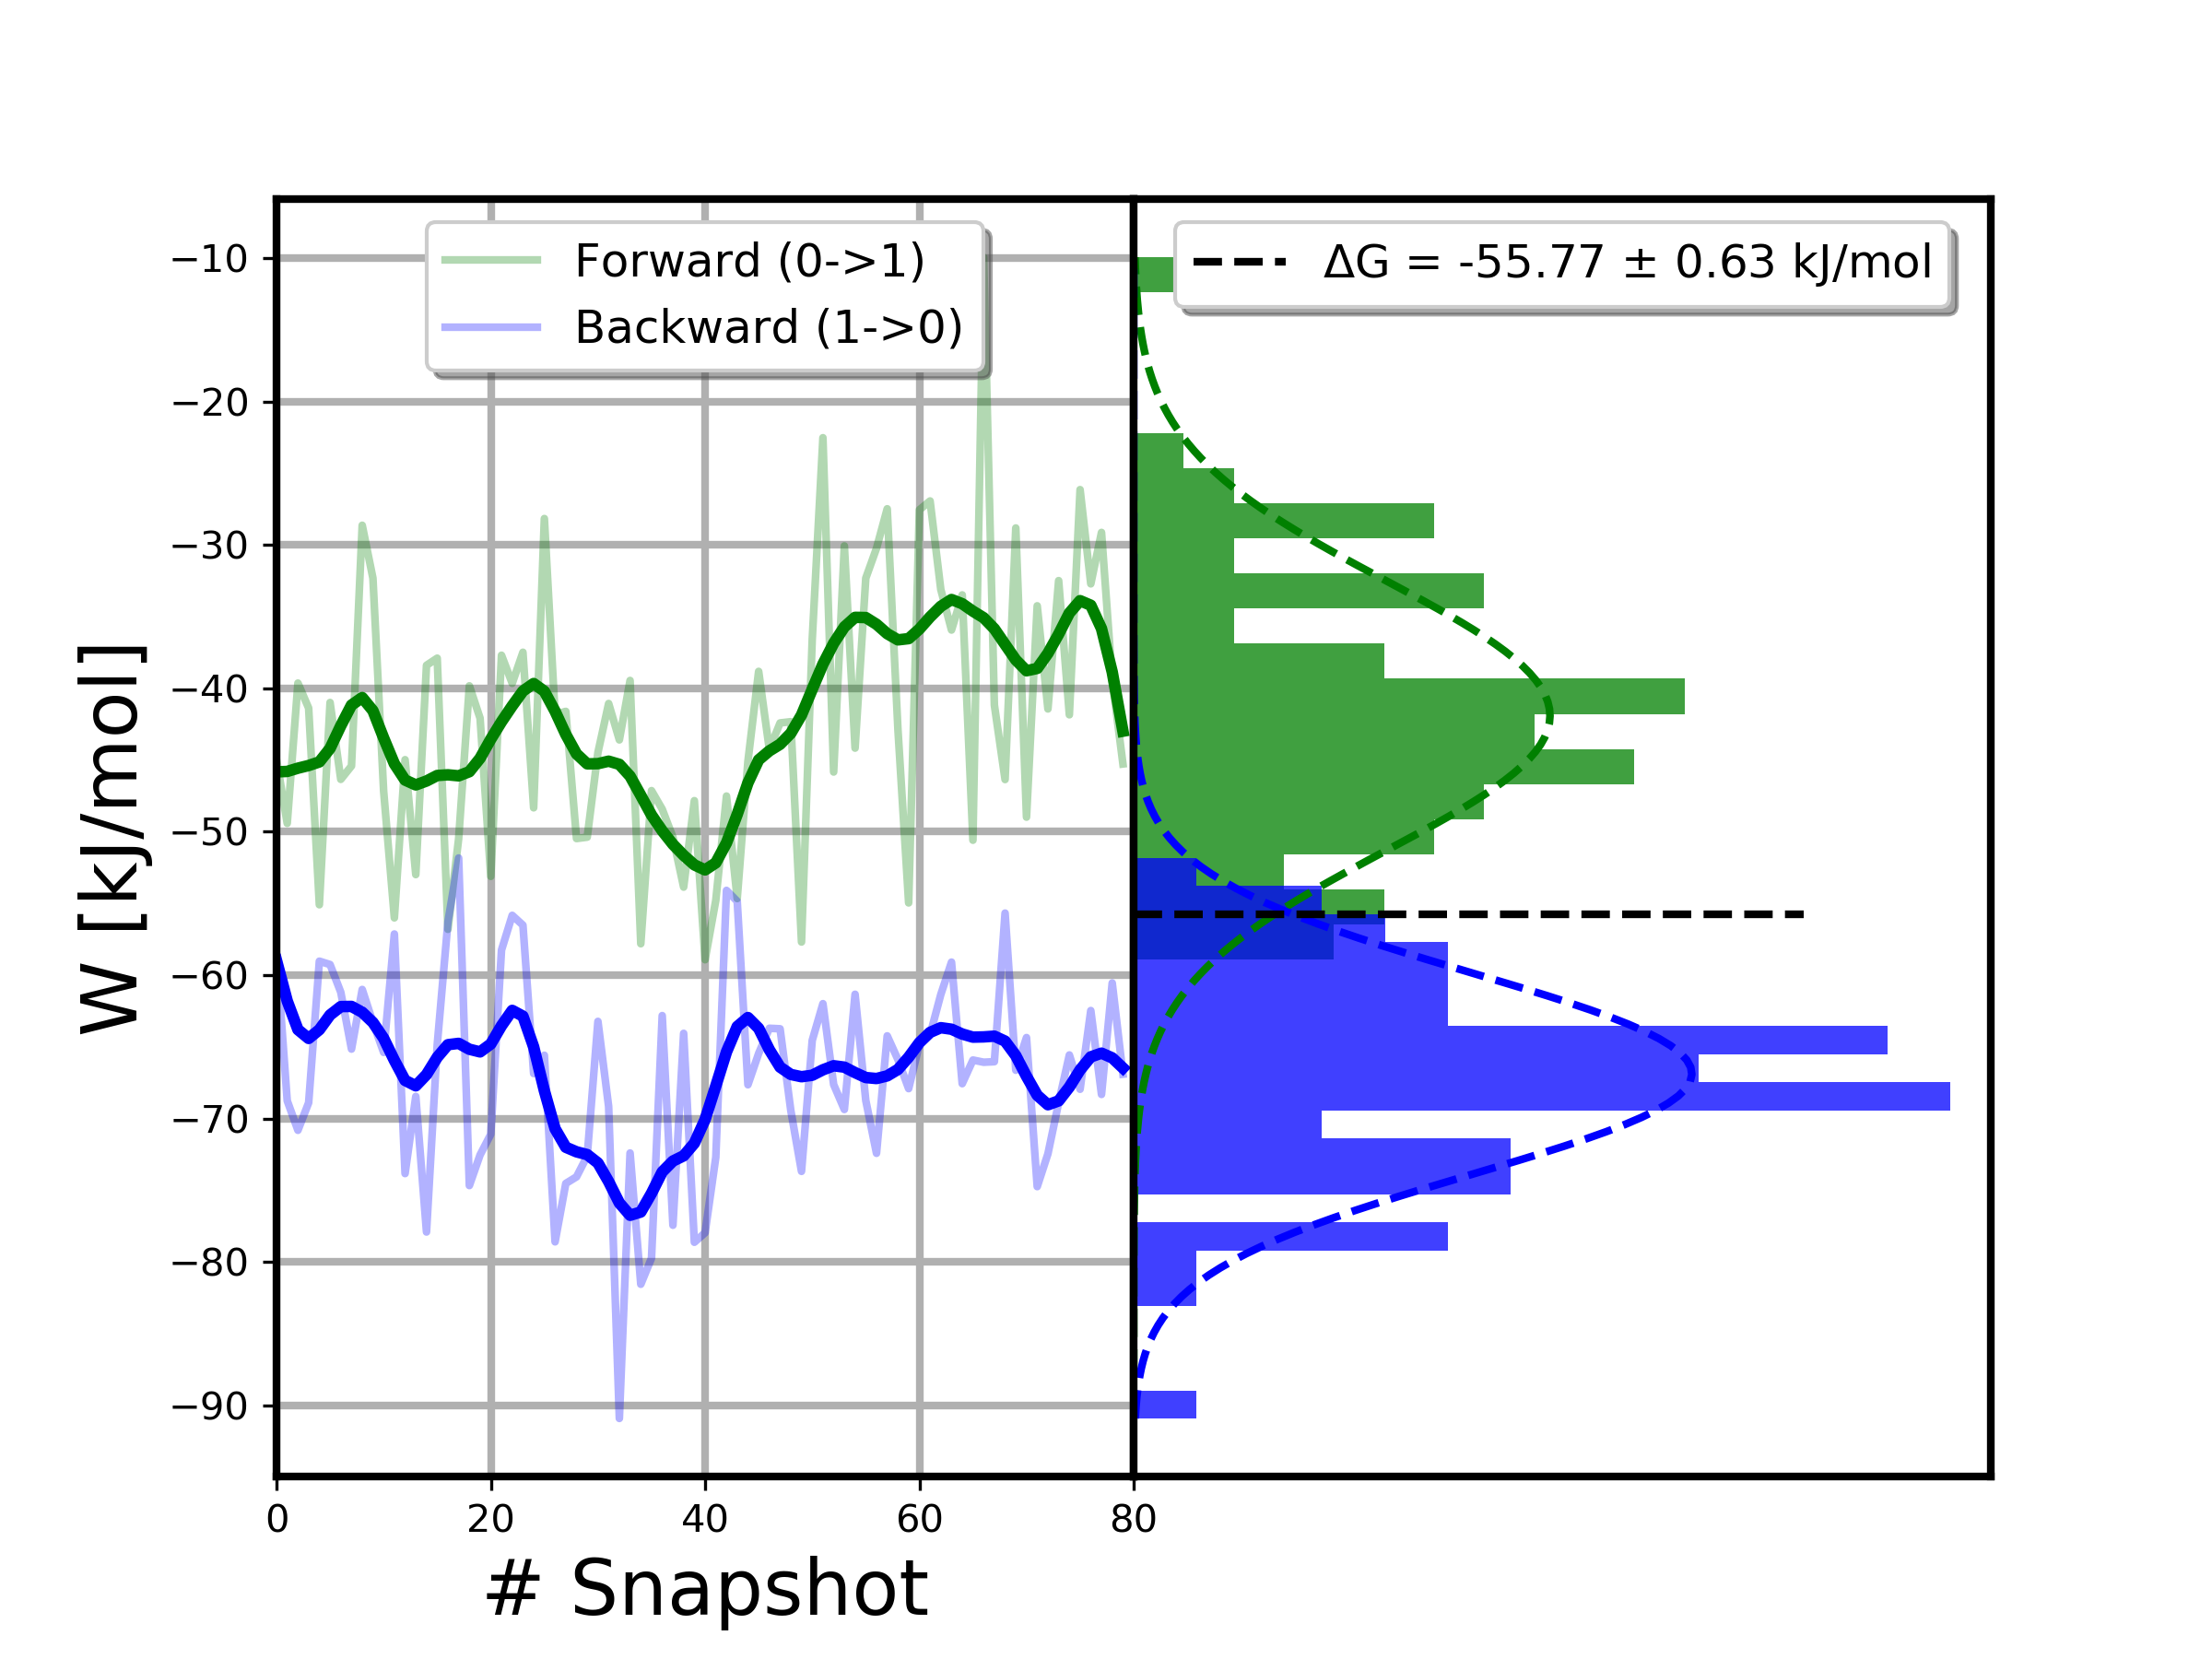 Forward (0->1)
Backward (1->0)
ΔG = -55.77 ± 0.63 kJ/mol
−10
−20
−30
−40
−50
−60
−70
−80
−90
W [kJ/mol]
0 20 40 60 80
# Snapshot